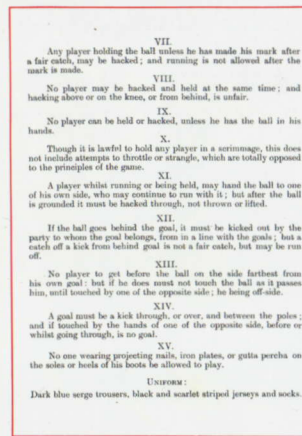 VII.
Any player holding the ball unless he has made his mark after
a fair catch, may be hacked; and running is not allowed after the
mark is made.
VIII.
No player may be hacked and held at the same time; and
hacking above or on the knee, or from behind, is unfair.
IX.
No player can be held or hacked, unless he has the ball in his
hands.
X.
Though it is lawful to hold any player in a scrimmage, this does
not include attempts to throttle or strangle, which are totally opposed
to the principles of the game.
XI.
A player whilst running or being held, may hand the ball to one
of his own side, who may continue to run with it; but after the ball
is grounded it must be hacked through, not thrown or lifted.
XII.
If the ball goes behind the goal, it must be kicked out by the
party to whom the goal belongs, from in a line with the goals; but a
catch off a kick from behind goal is not a fair catch, but may be run
off.
XIII.
No player to get before the ball on the side farthest from
his own goal: but if he does must not touch the ball as it passes
him, until touched by one of the opposite side; he being off-side.
XIV.
A goal must be a kick through, or over, and between the poles;
and if touched by the hands of one of the opposite side, before or
whilst going through, is no goal.
XV.
No one wearing projecting nails, iron plates, or gutta percha on
the soles or heels of his boots be allowed to play.
UNIFORM:
Dark blue serge trousers, black and scarlet striped jerseys and socks.